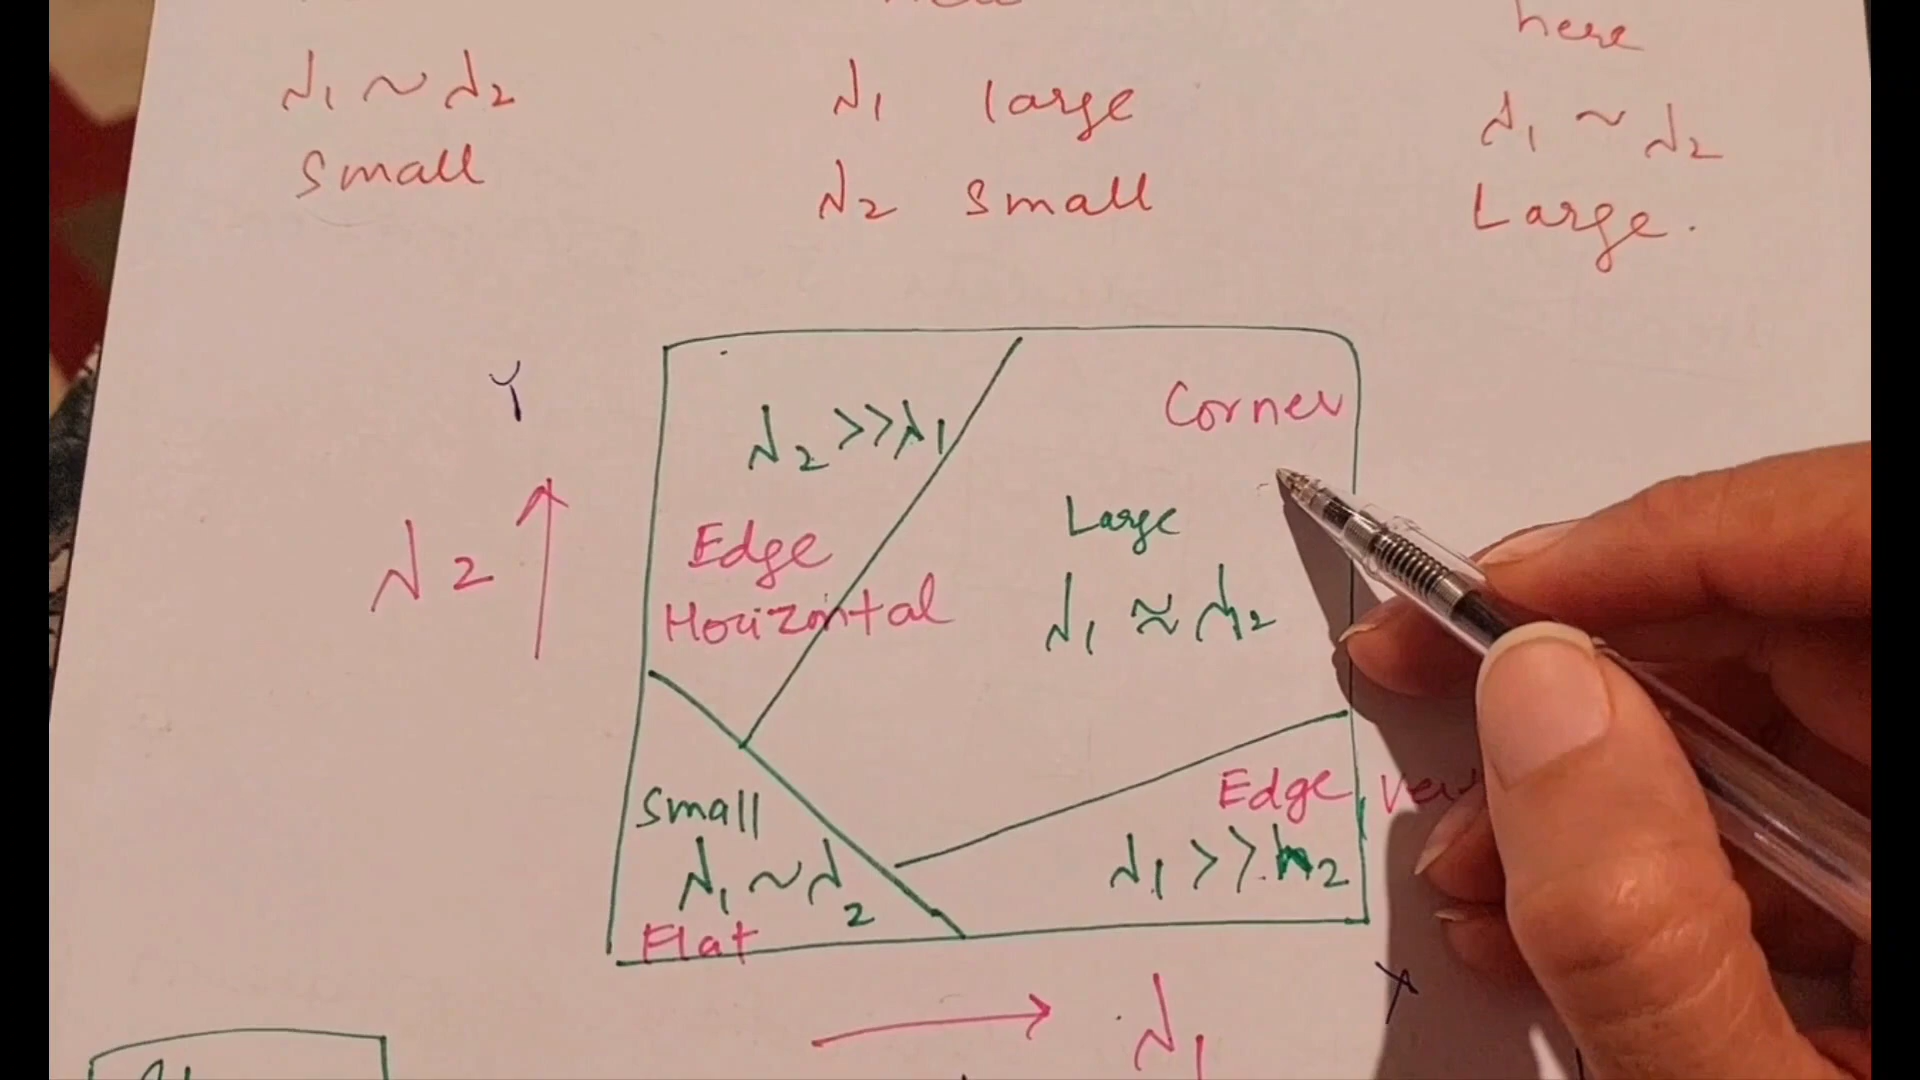 here
λ1 ~ λ2
small
λ1 large
λ2 small
λ1 ~ λ2
Large.
Y
λ2
λ2 >> λ1
Edge
Horizontal
Corner
Large
λ1 ≈ λ2
Small
λ1 ~ λ2
Flat
Edge
λ1 >> λ2
X
λ1